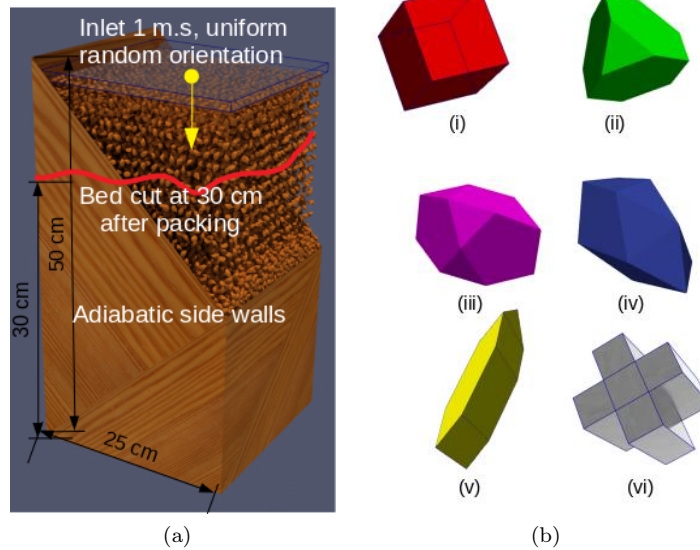 Inlet 1 m.s, uniform
random orientation
Bed cut at 30 cm
after packing
50 cm
30 cm
Adiabatic side walls
25 cm
(a)
(i)
(ii)
(iii)
(iv)
(v)
(vi)
(b)